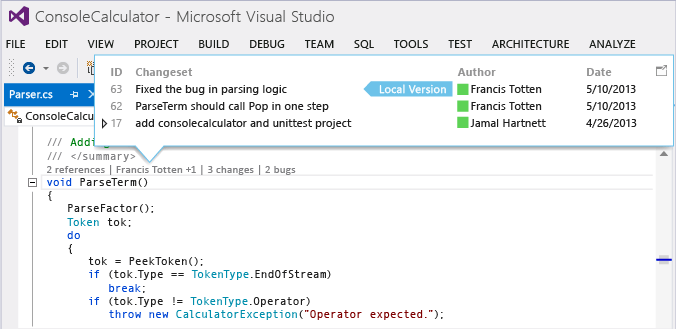 ConsoleCalculator - Microsoft Visual Studio
FILE EDIT VIEW PROJECT BUILD DEBUG TEAM SQL TOOLS TEST ARCHITECTURE ANALYZE
ID Changeset Author Date
63 Fixed the bug in parsing logic Local Version Francis Totten 5/10/2013
62 ParseTerm should call Pop in one step Francis Totten 5/10/2013
17 add consolecalculator and unittest project Jamal Hartnett 4/26/2013
Parser.cs
ConsoleCalcu
/// Adding
/// </summary>
2 references | Francis Totten +1 | 3 changes | 2 bugs
void ParseTerm()
{
ParseFactor();
Token tok;
do
{
tok = PeekToken();
if (tok.Type == TokenType.EndOfStream)
break;
if (tok.Type != TokenType.Operator)
throw new CalculatorException("Operator expected.");